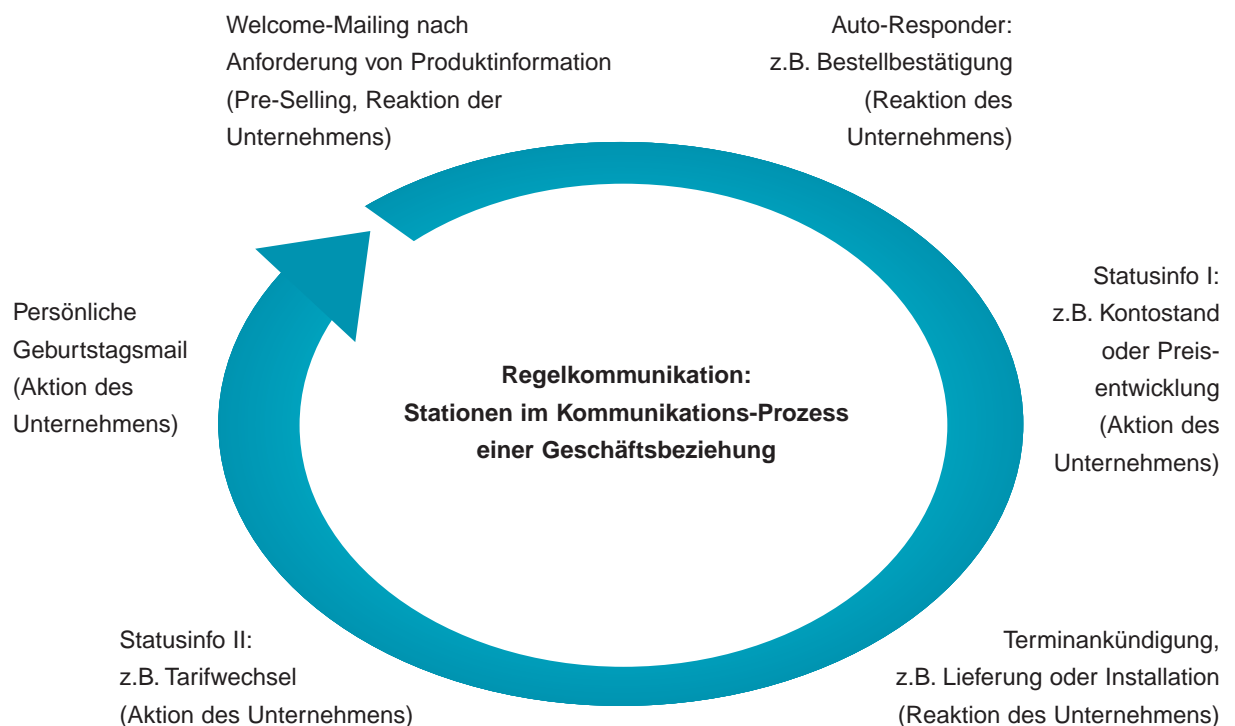 Welcome-Mailing nach
Anforderung von Produktinformation
(Pre-Selling, Reaktion der
Unternehmens)
Auto-Responder:
z.B. Bestellbestätigung
(Reaktion des
Unternehmens)
Statusinfo I:
z.B. Kontostand
oder Preis-
entwicklung
(Aktion des
Unternehmens)
Persönliche
Geburtstagsmail
(Aktion des
Unternehmens)
Regelkommunikation:
Stationen im Kommunikations-Prozess
einer Geschäftsbeziehung
Statusinfo II:
z.B. Tarifwechsel
(Aktion des Unternehmens)
Terminankündigung,
z.B. Lieferung oder Installation
(Reaktion des Unternehmens)